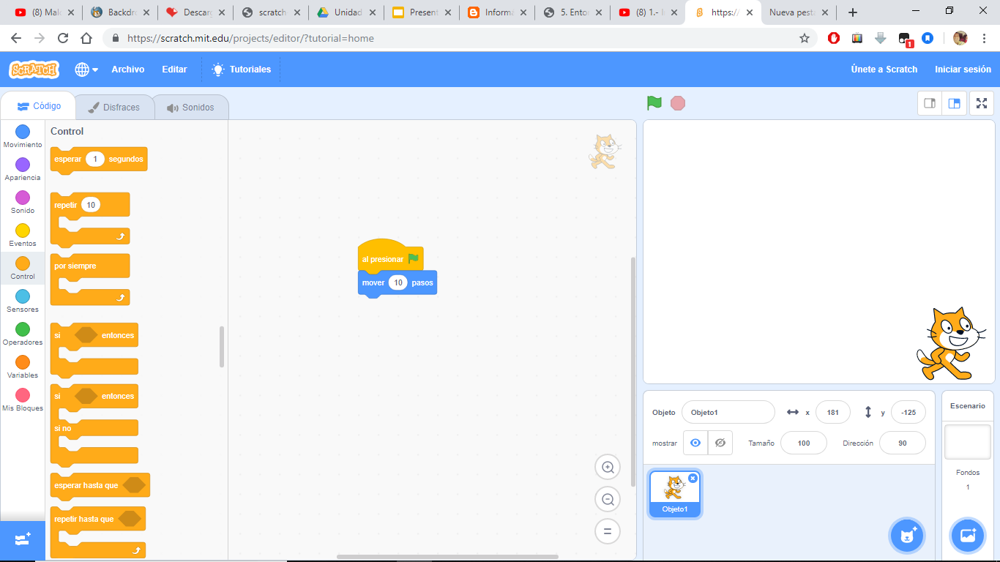 (8) Mak
Backdro
Descarg
scratch
Unidad
Present
Informa
5. Ento
(8) 1.- I
https://
Nueva pesta
https://scratch.mit.edu/projects/editor/?tutorial=home
1
SCRATCH
Archivo
Editar
Tutoriales
Únete a Scratch
Iniciar sesión
Código
Disfraces
Sonidos
Movimiento
Apariencia
Sonido
Eventos
Control
Sensores
Operadores
Variables
Mis Bloques
Control
esperar 1 segundos
repetir 10
por siempre
si entonces
si entonces
si no
esperar hasta que
repetir hasta que
al presionar
mover 10 pasos
Objeto Objeto1 x 181 y -125
mostrar Tamaño 100 Dirección 90
Objeto1
Escenario
Fondos
1